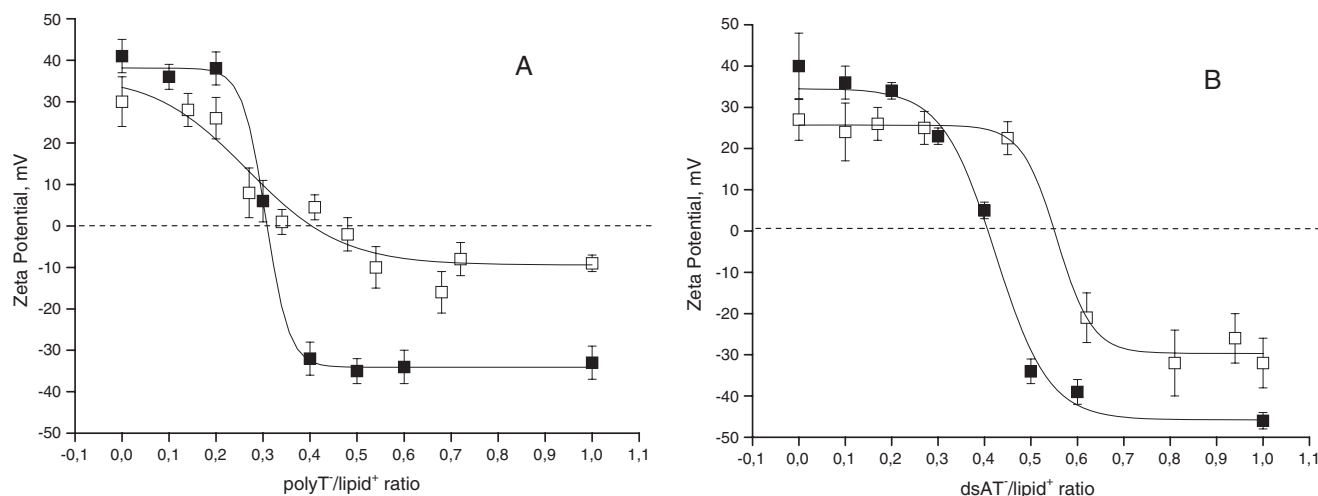 50
40
30
20
10
0
-10
-20
-30
-40
-50
Zeta Potential, mV
A
-0,1 0,0 0,1 0,2 0,3 0,4 0,5 0,6 0,7 0,8 0,9 1,0 1,1
polyT⁻/lipid⁺ ratio
50
40
30
20
10
0
-10
-20
-30
-40
-50
Zeta Potential, mV
B
-0,1 0,0 0,1 0,2 0,3 0,4 0,5 0,6 0,7 0,8 0,9 1,0 1,1
dsAT⁻/lipid⁺ ratio